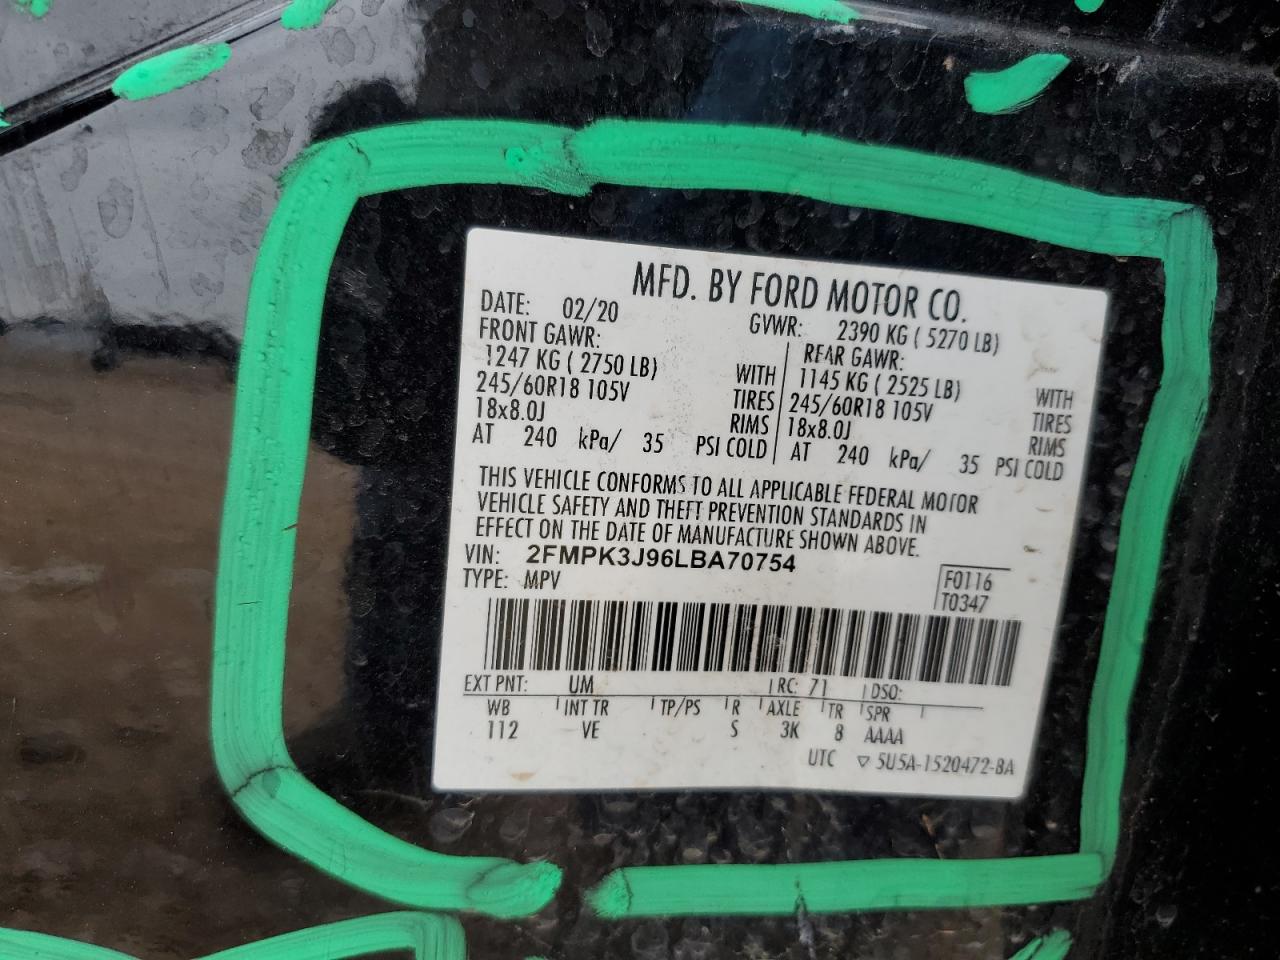 MFD. BY FORD MOTOR CO.
DATE: 02/20 GVWR: 2390 KG ( 5270 LB)
FRONT GAWR: REAR GAWR:
1247 KG ( 2750 LB) WITH 1145 KG ( 2525 LB) WITH
245/60R18 105V TIRES 245/60R18 105V TIRES
18x8.0J RIMS 18x8.0J RIMS
AT 240 kPa/ 35 PSI COLD AT 240 kPa/ 35 PSI COLD
THIS VEHICLE CONFORMS TO ALL APPLICABLE FEDERAL MOTOR
VEHICLE SAFETY AND THEFT PREVENTION STANDARDS IN
EFFECT ON THE DATE OF MANUFACTURE SHOWN ABOVE.
VIN: 2FMPK3J96LBA70754
TYPE: MPV
F0116
T0347
EXT PNT: UM RC: 71 DSO:
WB INT TR TP/PS R AXLE TR SPR
112 VE S 3K 8 AAAA
UTC ▽ 5U5A-1520472-BA